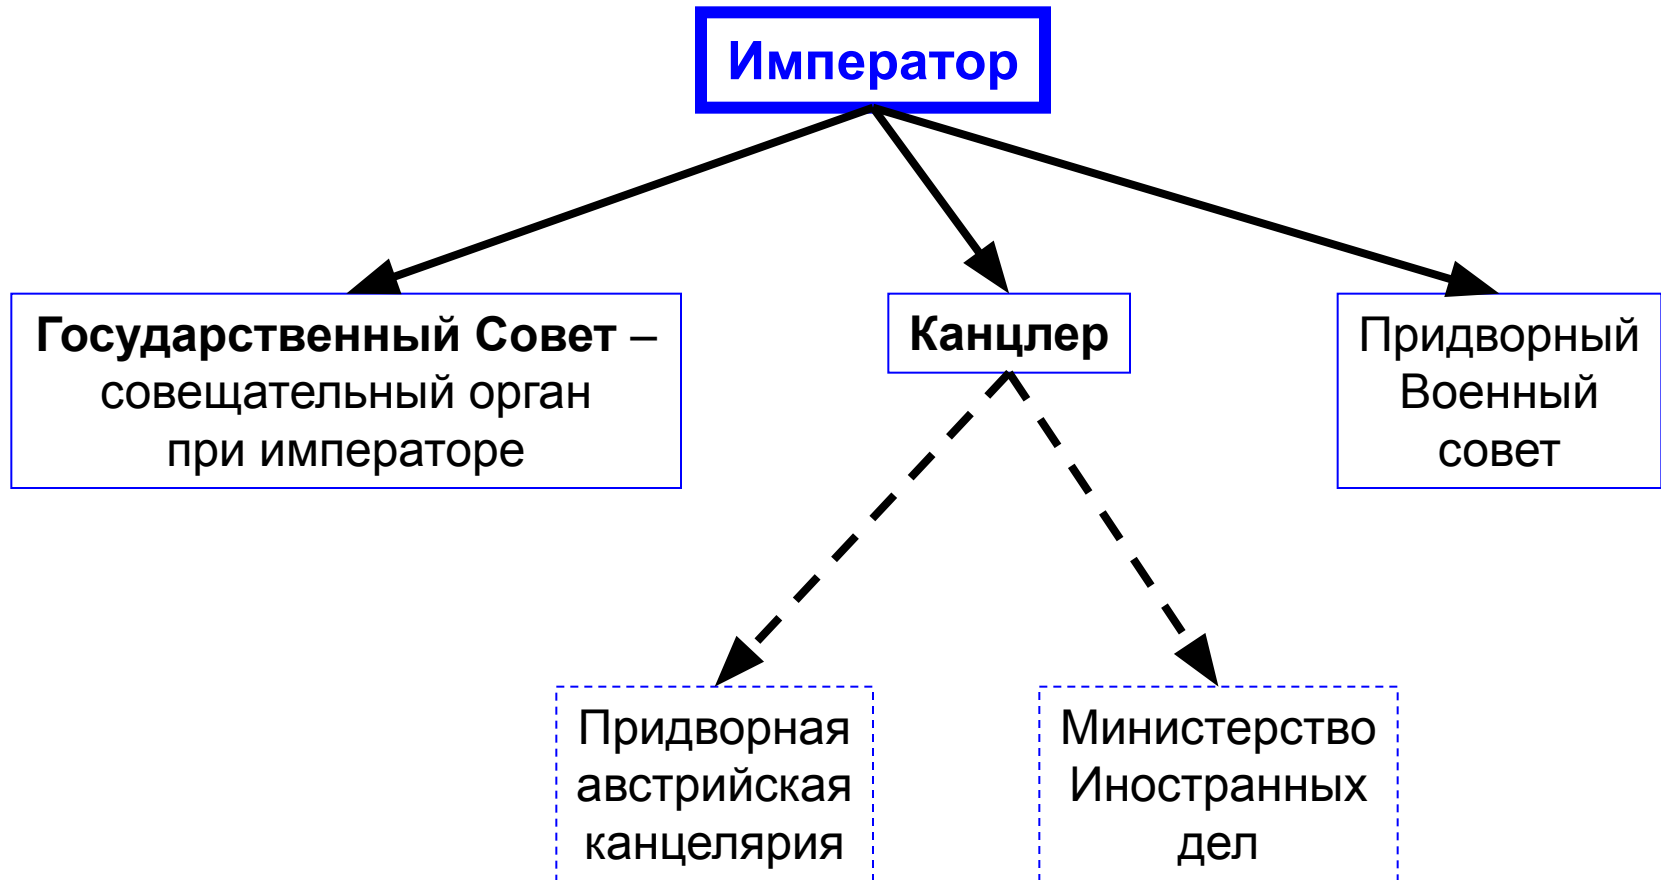 Император
Государственный Совет –
совещательный орган
при императоре
Канцлер
Придворный
Военный
совет
Придворная
австрийская
канцелярия
Министерство
Иностранных
дел